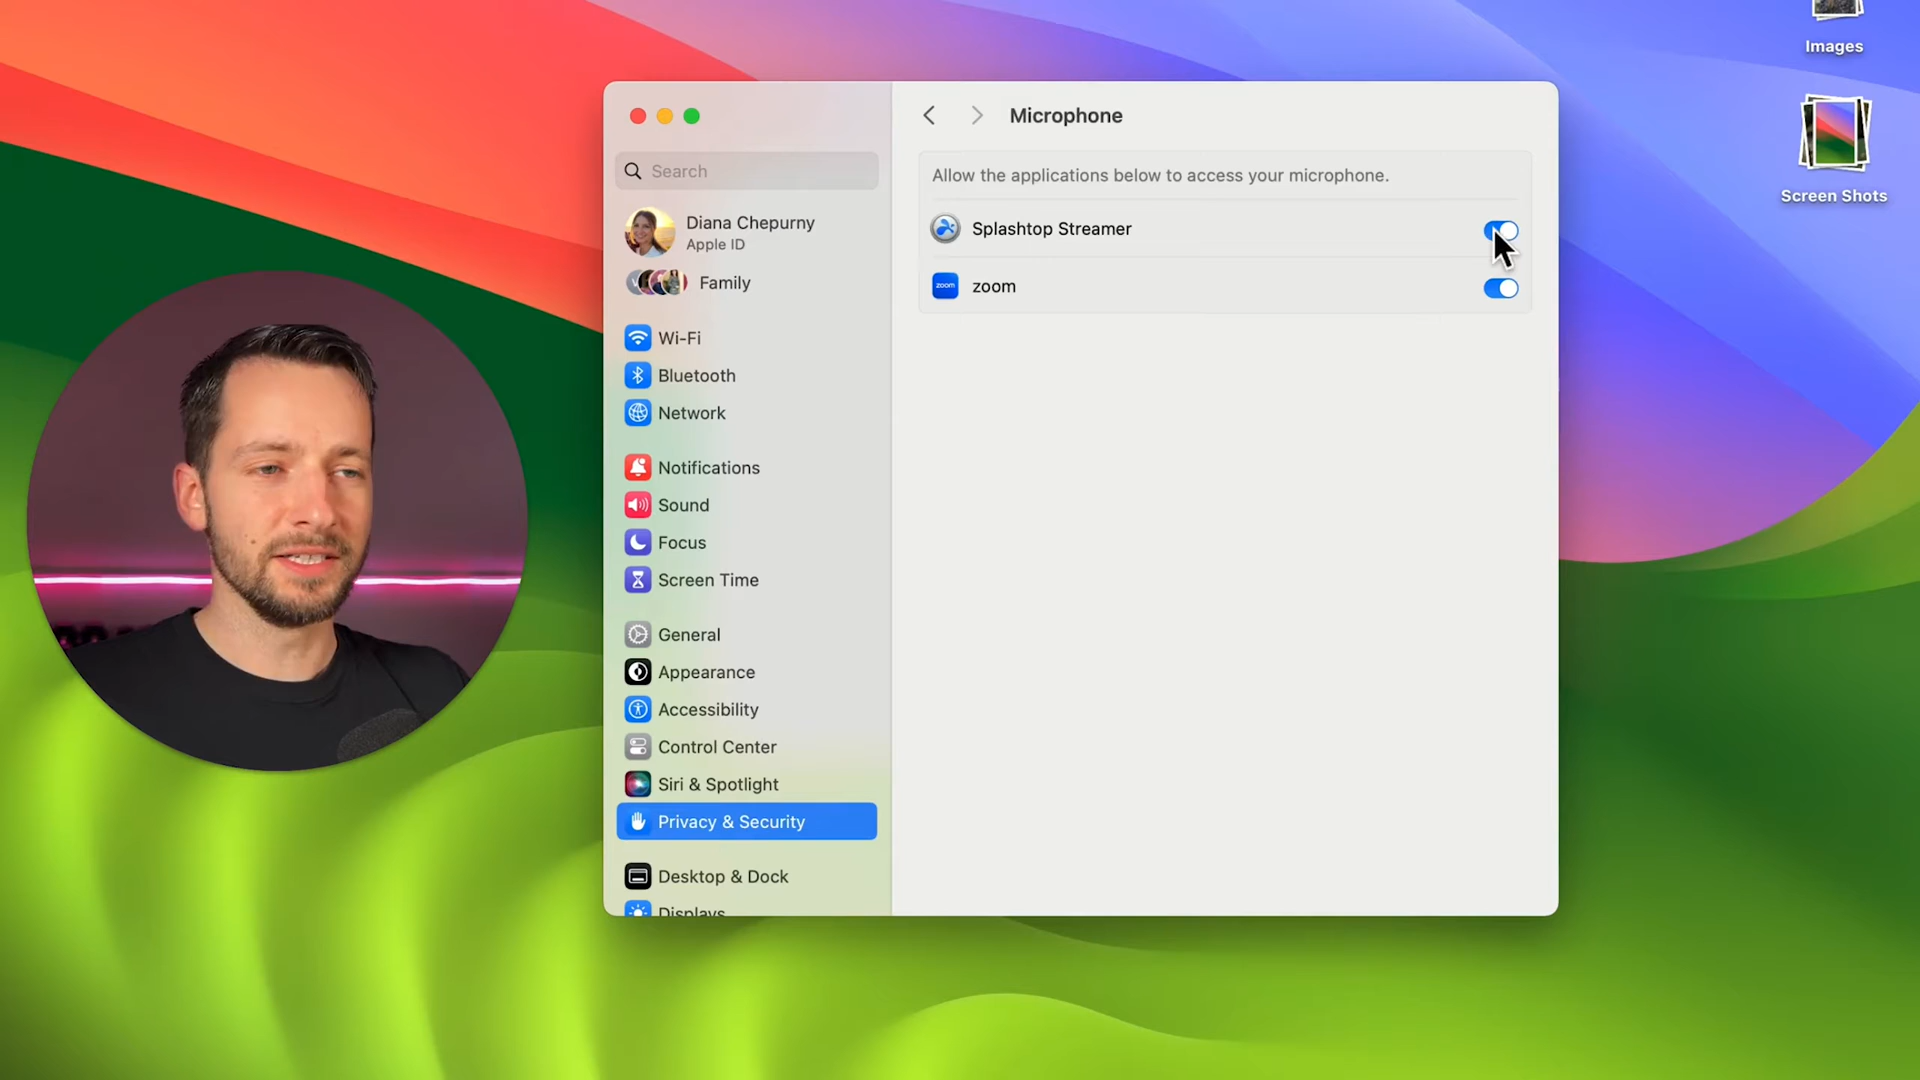 Images
Screen Shots
Microphone
Search
Allow the applications below to access your microphone.
Diana Chepurny
Apple ID
Splashtop Streamer
Family
zoom
zoom
Wi-Fi
Bluetooth
Network
Notifications
Sound
Focus
Screen Time
General
Appearance
Accessibility
Control Center
Siri & Spotlight
Privacy & Security
Desktop & Dock
Displays